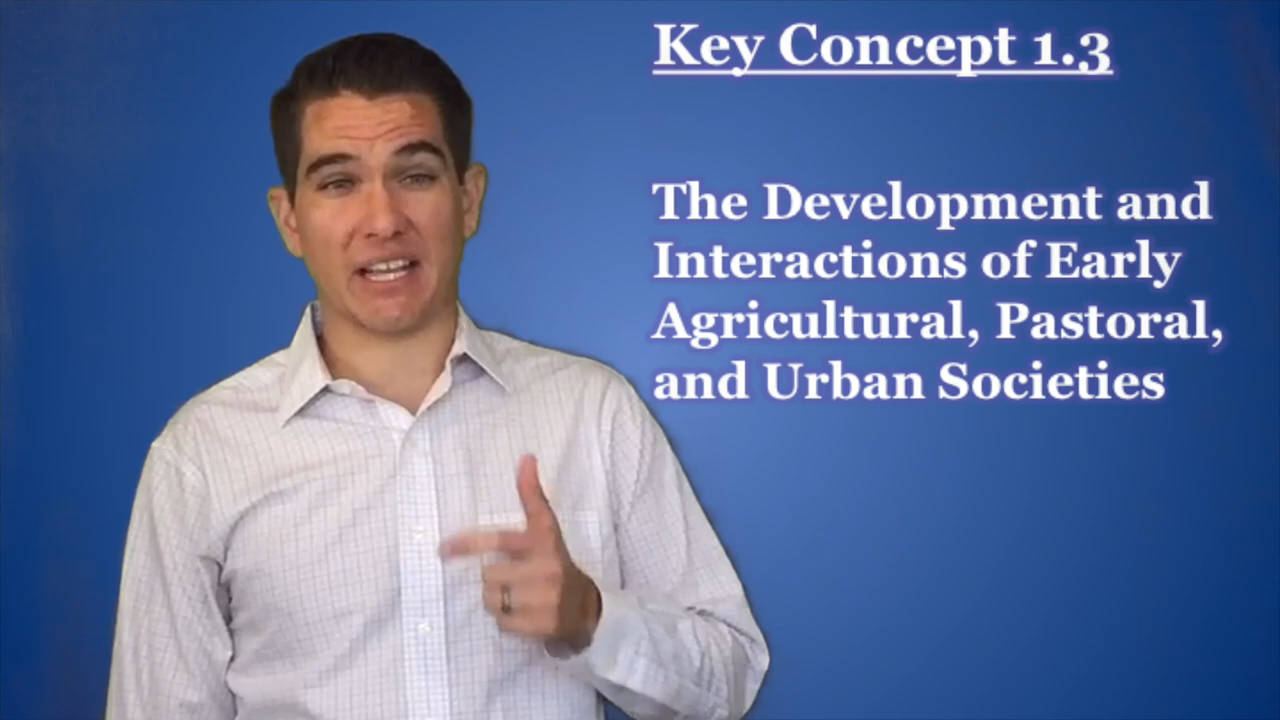 Key Concept 1.3
The Development and
Interactions of Early
Agricultural, Pastoral,
and Urban Societies